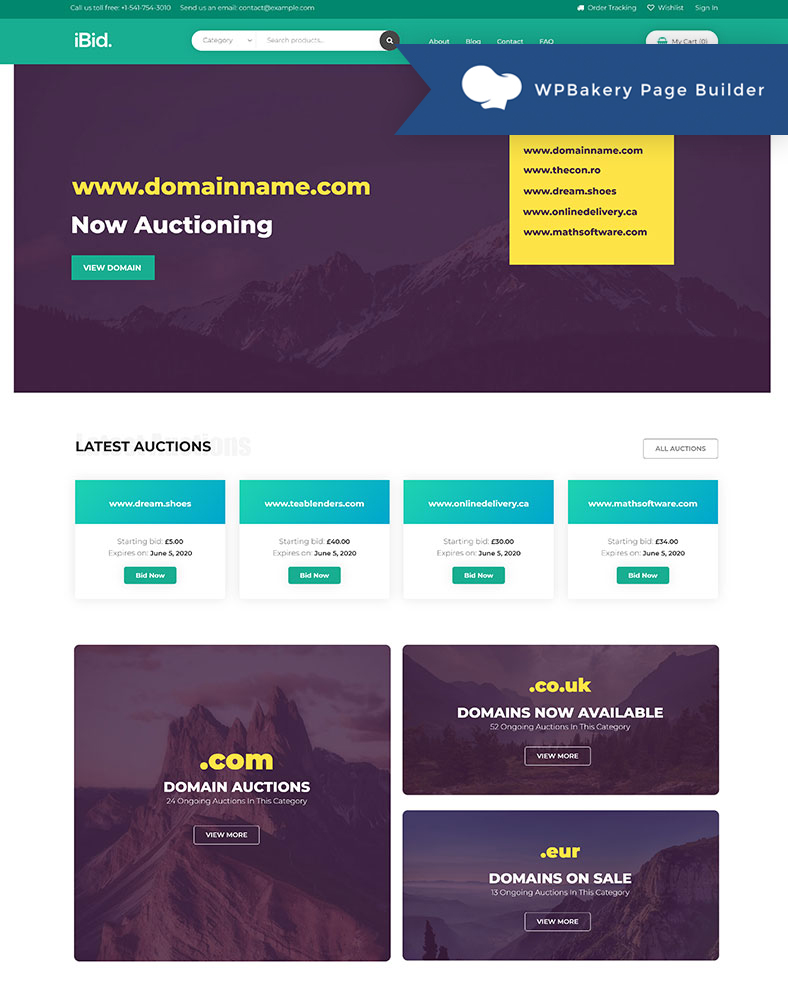 Call us toll free: +1-541-754-3010 Send us an email: contact@example.com Order Tracking Wishlist Sign In
iBid. Category Search products... About Blog Contact FAQ My Cart (0)
WPBakery Page Builder
www.domainname.com
www.thecon.ro
www.dream.shoes
www.onlinedelivery.ca
www.mathsoftware.com
www.domainname.com
Now Auctioning
VIEW DOMAIN
LATEST AUCTIONS
ALL AUCTIONS
www.dream.shoes www.teablenders.com www.onlinedelivery.ca www.mathsoftware.com
Starting bid: £5.00 Starting bid: £40.00 Starting bid: £30.00 Starting bid: £34.00
Expires on: June 5, 2020 Expires on: June 5, 2020 Expires on: June 5, 2020 Expires on: June 5, 2020
Bid Now Bid Now Bid Now Bid Now
.com
DOMAIN AUCTIONS
24 Ongoing Auctions In This Category
VIEW MORE
.co.uk
DOMAINS NOW AVAILABLE
52 Ongoing Auctions In This Category
VIEW MORE
.eur
DOMAINS ON SALE
13 Ongoing Auctions In This Category
VIEW MORE